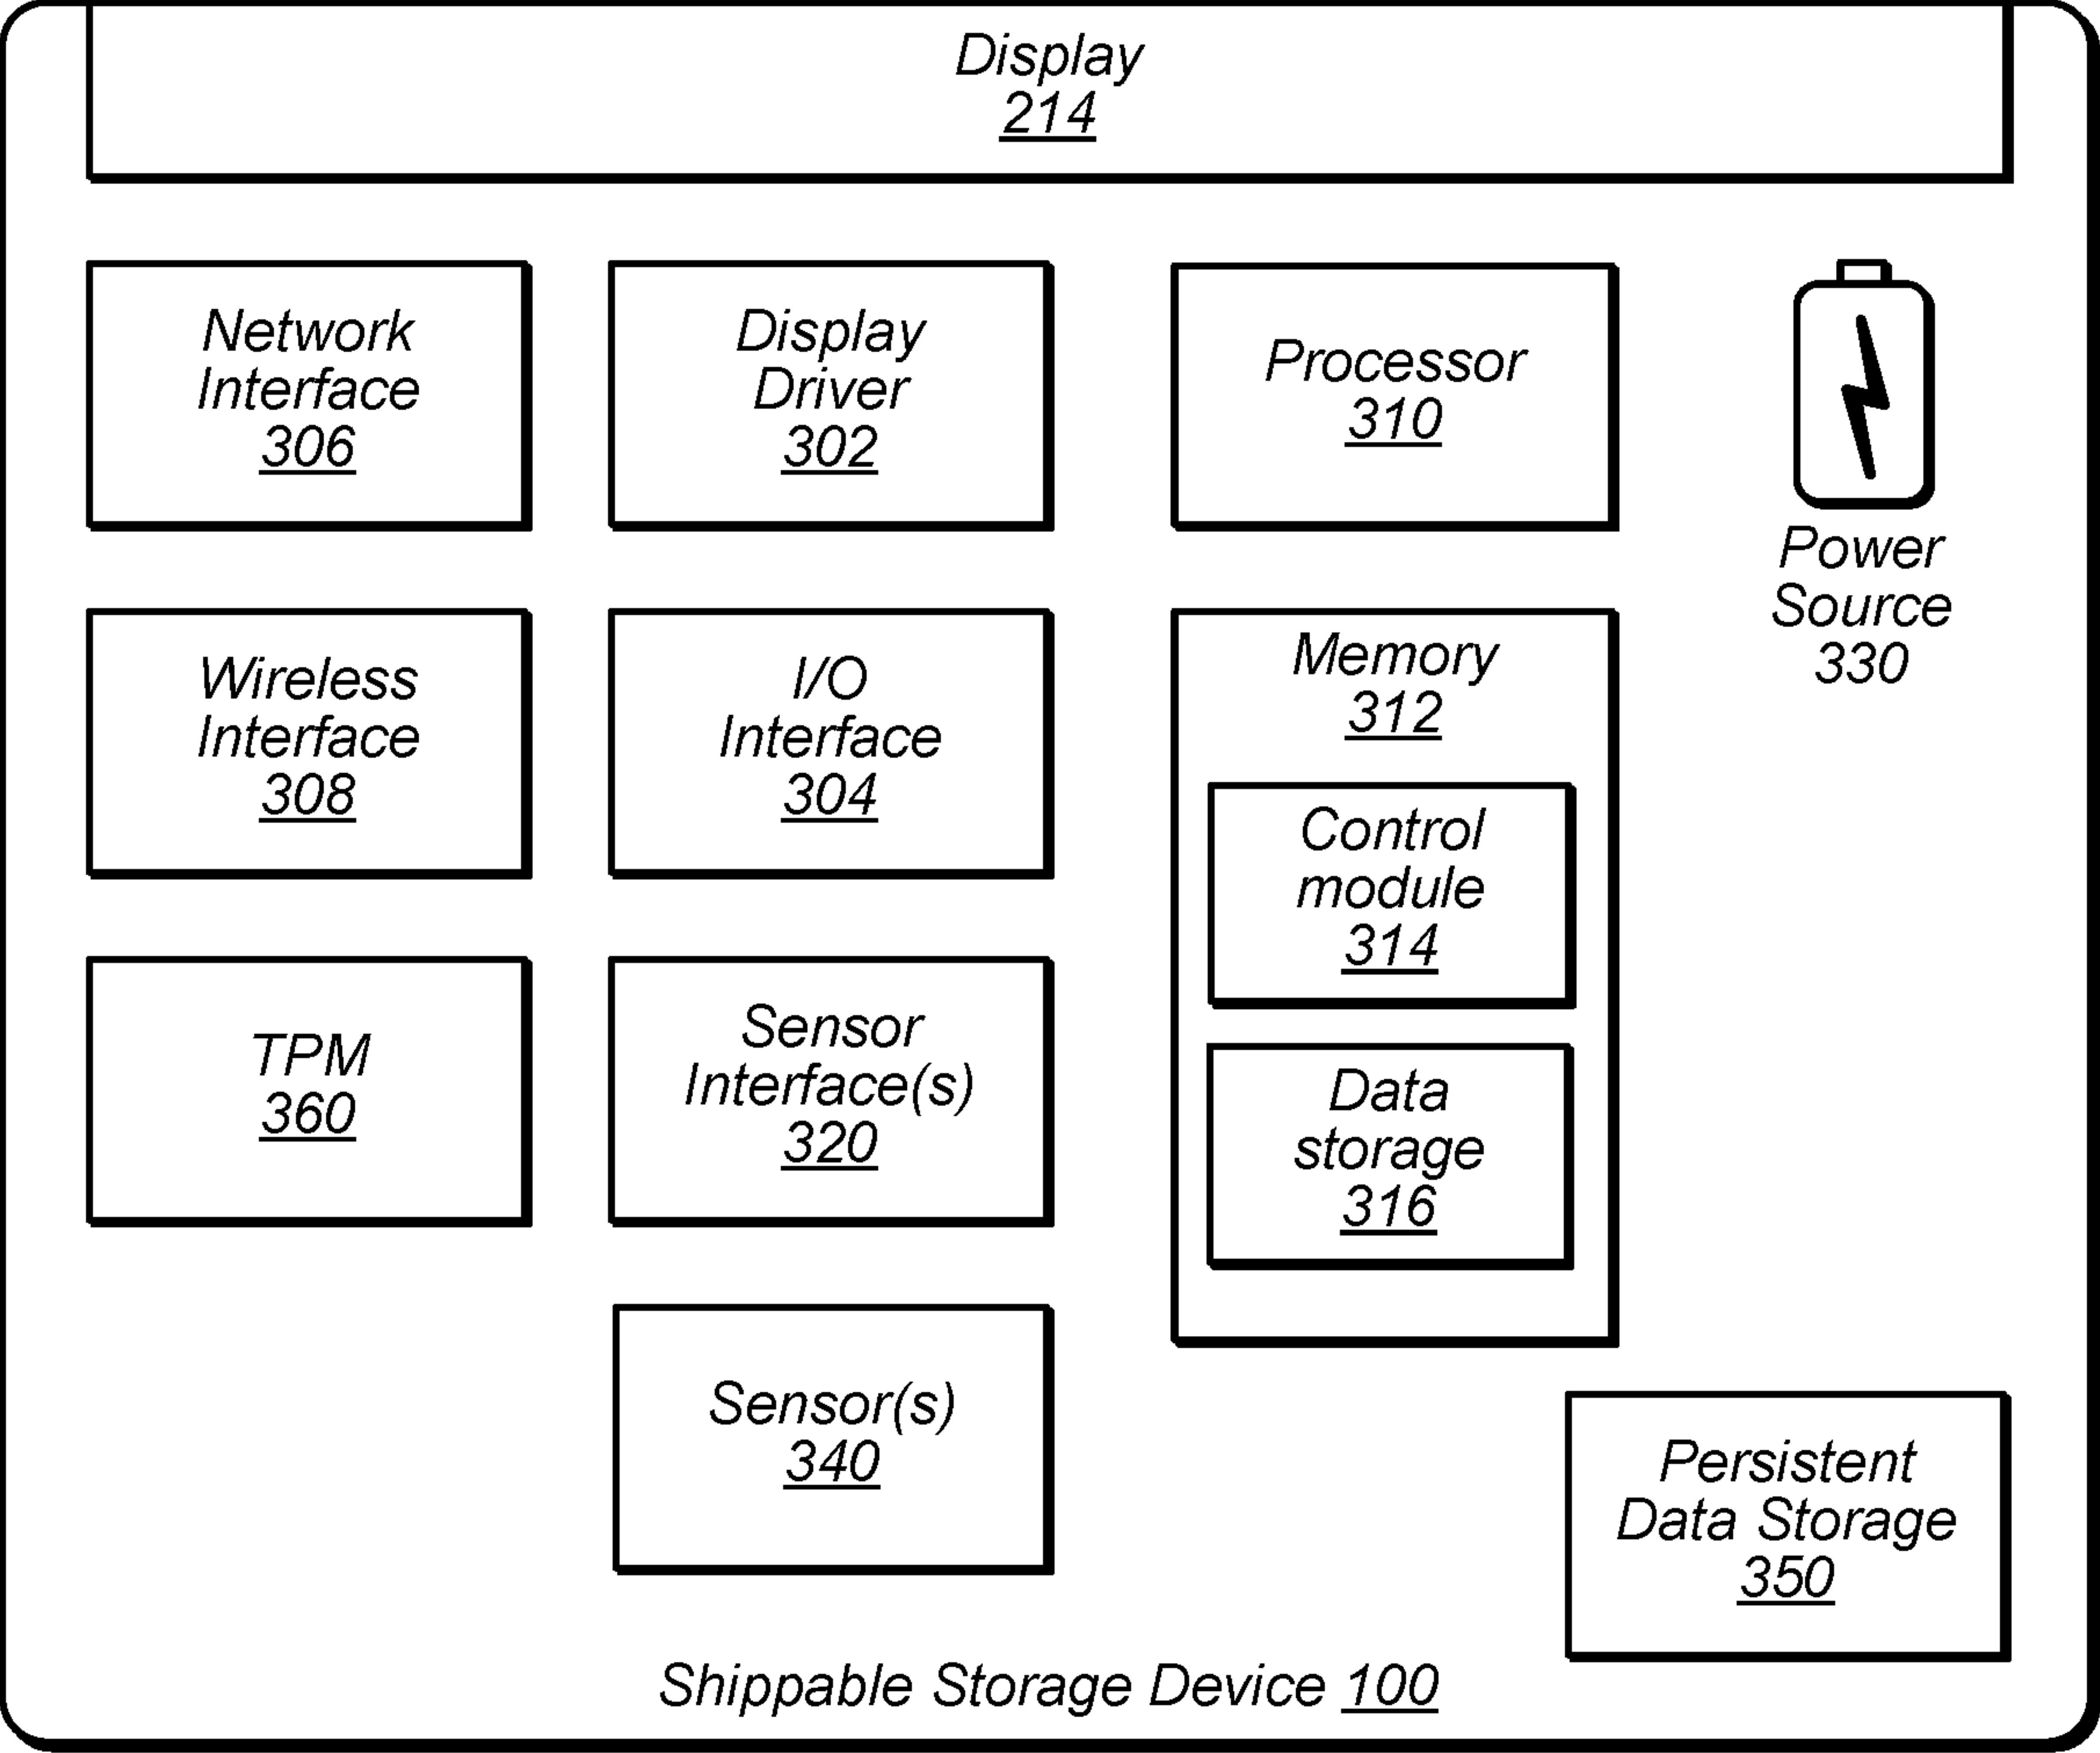 Display
214
Network
Interface
306
Display
Driver
302
Processor
310
Power
Source
330
Wireless
Interface
308
I/O
Interface
304
Memory
312
Control
module
314
Data
storage
316
TPM
360
Sensor
Interface(s)
320
Sensor(s)
340
Persistent
Data Storage
350
Shippable Storage Device 100